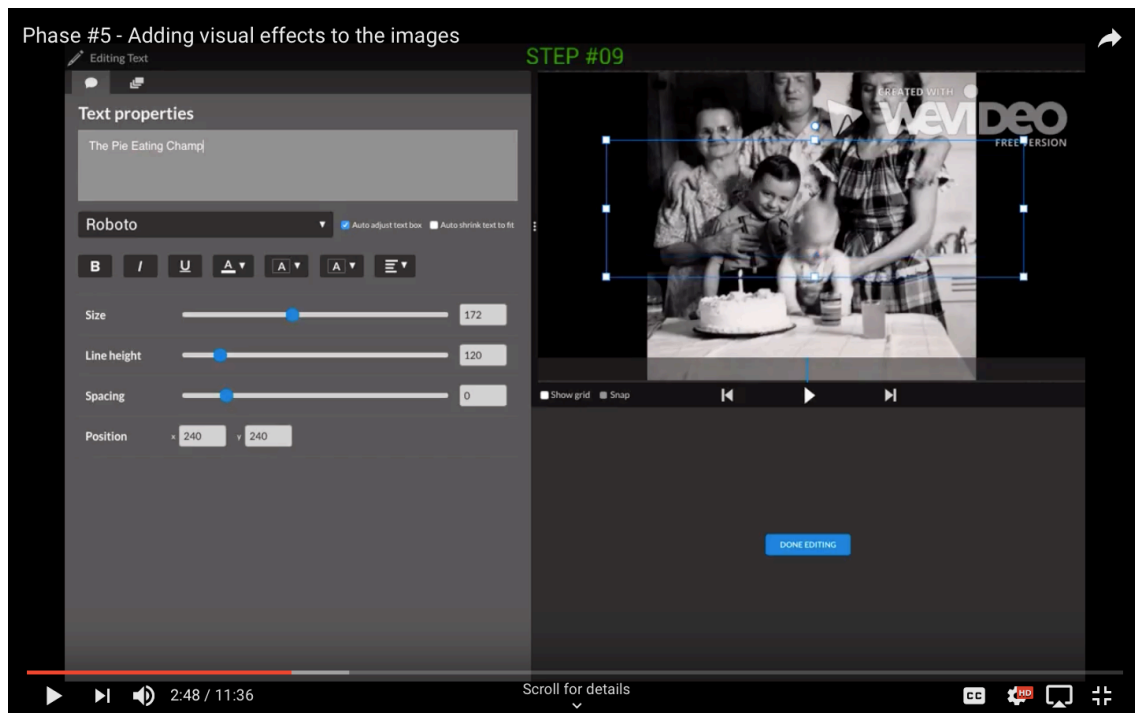 Phase #5 - Adding visual effects to the images
Editing Text
STEP #09
Text properties
The Pie Eating Champ
Roboto
Auto adjust text box
Auto shrink text to fit
B I U A A A
Size 172
Line height 120
Spacing 0
Position x 240 y 240
CREATED WITH
WeVideo
FREE VERSION
Show grid Snap
DONE EDITING
2:48 / 11:36
Scroll for details
CC
HD